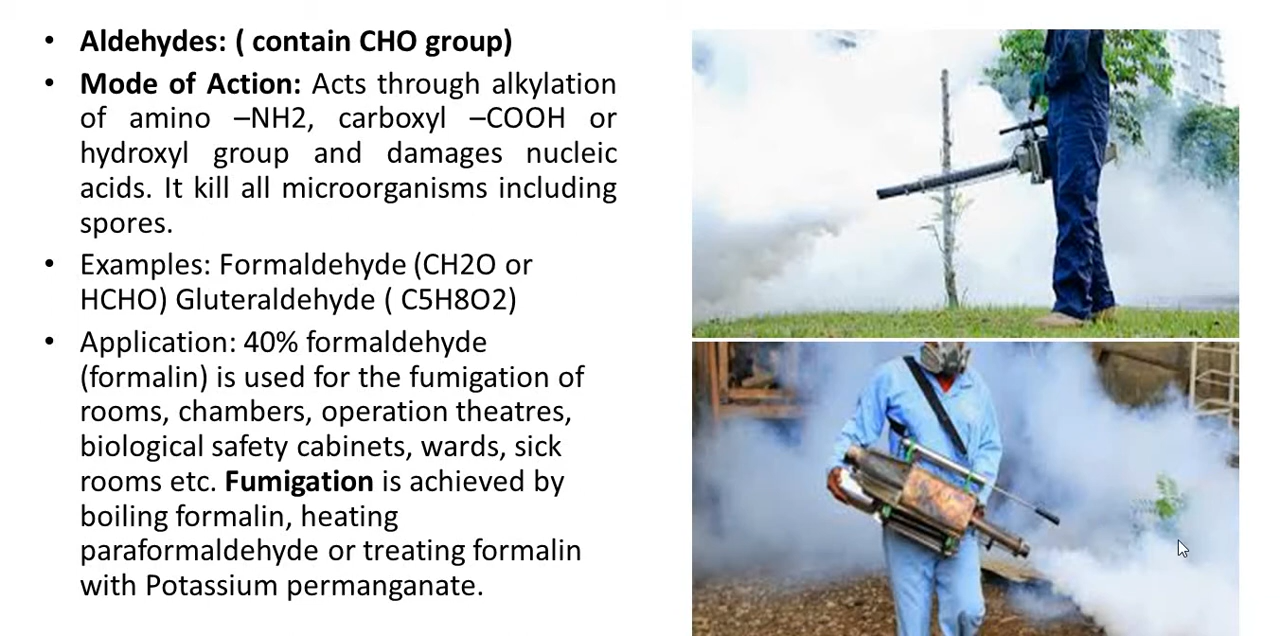 • Aldehydes: ( contain CHO group)
• Mode of Action: Acts through alkylation
of amino –NH2, carboxyl –COOH or
hydroxyl group and damages nucleic
acids. It kill all microorganisms including
spores.
• Examples: Formaldehyde (CH2O or
HCHO) Gluteraldehyde ( C5H8O2)
• Application: 40% formaldehyde
(formalin) is used for the fumigation of
rooms, chambers, operation theatres,
biological safety cabinets, wards, sick
rooms etc. Fumigation is achieved by
boiling formalin, heating
paraformaldehyde or treating formalin
with Potassium permanganate.